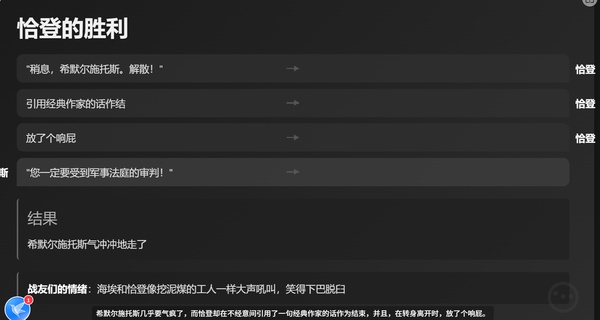 恰登的胜利
"稍息，希默尔施托斯。解散！" → 恰登
引用经典作家的话作结 → 恰登
放了个响屁 → 恰登
斯 "您一定要受到军事法庭的审判！" →
结果
希默尔施托斯气冲冲地走了
战友们的情绪：海埃和恰登像挖泥煤的工人一样大声吼叫，笑得下巴脱臼
1
希默尔施托斯几乎要气疯了，而恰登却在不经意间引用了一句经典作家的话作为结束，并且，在转身离开时，放了个响屁。